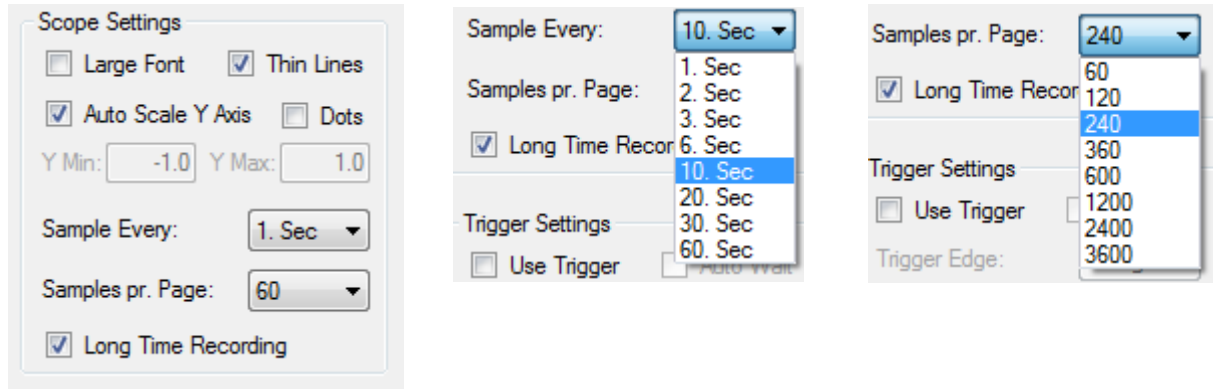 Scope Settings
Large Font Thin Lines
Auto Scale Y Axis Dots
Y Min: -1.0 Y Max: 1.0
Sample Every: 1. Sec
Samples pr. Page: 60
Long Time Recording
Sample Every: 10. Sec
1. Sec
2. Sec
Samples pr. Page:
3. Sec
Long Time Recor 6. Sec
10. Sec
20. Sec
Trigger Settings 30. Sec
60. Sec
Use Trigger Auto Wait
Samples pr. Page: 240
60
Long Time Recor 120
240
360
Trigger Settings 600
1200
Use Trigger
2400
Trigger Edge: 3600